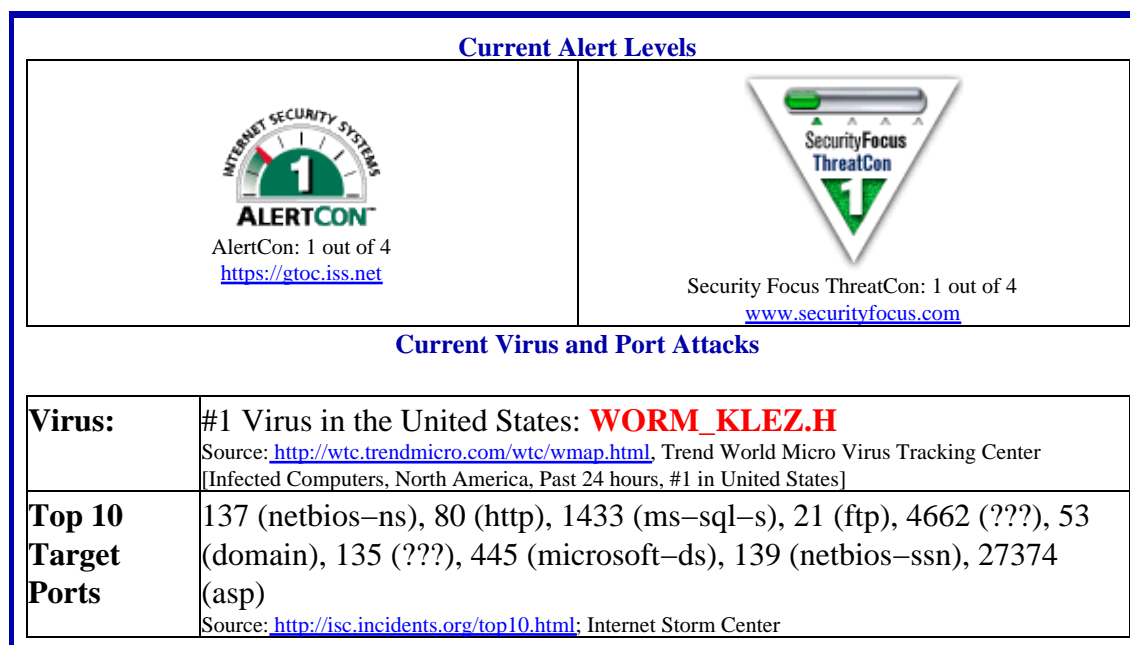 Current Alert Levels
INTERNET SECURITY SYSTEMS
1
ALERTCON™
AlertCon: 1 out of 4
https://gtoc.iss.net
SecurityFocus
ThreatCon
1
Security Focus ThreatCon: 1 out of 4
www.securityfocus.com
Current Virus and Port Attacks
Virus:
#1 Virus in the United States: WORM_KLEZ.H
Source: http://wtc.trendmicro.com/wtc/wmap.html, Trend World Micro Virus Tracking Center
[Infected Computers, North America, Past 24 hours, #1 in United States]
Top 10
Target
Ports
137 (netbios−ns), 80 (http), 1433 (ms−sql−s), 21 (ftp), 4662 (???), 53
(domain), 135 (???), 445 (microsoft−ds), 139 (netbios−ssn), 27374
(asp)
Source: http://isc.incidents.org/top10.html; Internet Storm Center